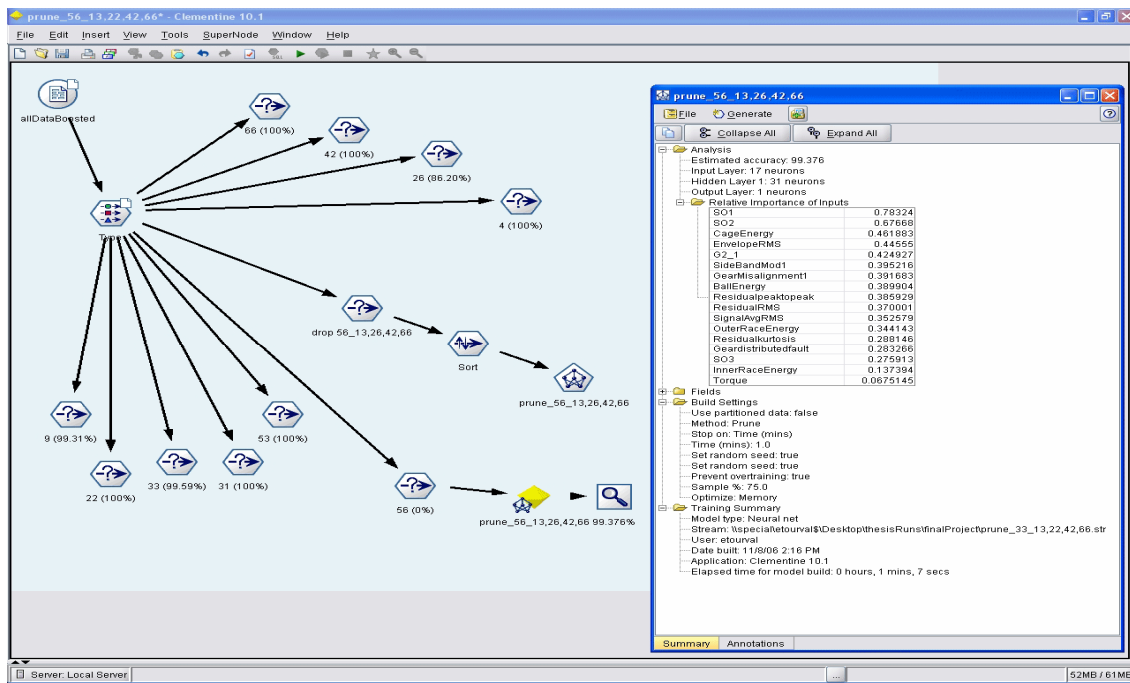 prune_56_13,22,42,66* - Clementine 10.1
File Edit Insert View Tools SuperNode Window Help
allDataBoosted
66 (100%)
42 (100%)
26 (86.20%)
4 (100%)
Type
drop 56_13,26,42,66
Sort
prune_56_13,26,42,66
9 (99.31%)
53 (100%)
22 (100%)
33 (99.59%)
31 (100%)
56 (0%)
prune_56_13,26,42,66 99.376%
prune_56_13,26,42,66
File Generate
Collapse All Expand All
Analysis
Estimated accuracy: 99.376
Input Layer: 17 neurons
Hidden Layer 1: 31 neurons
Output Layer: 1 neurons
Relative Importance of Inputs
SO1 0.78324
SO2 0.67668
CageEnergy 0.461883
EnvelopeRMS 0.44555
G2_1 0.424927
SideBandMod1 0.395216
GearMisalignment1 0.391683
BallEnergy 0.389904
Residualpeaktopeak 0.385929
ResidualRMS 0.370001
SignalAvgRMS 0.352579
OuterRaceEnergy 0.344143
Residualkurtosis 0.288146
Geardistributedfault 0.283266
SO3 0.275913
InnerRaceEnergy 0.137394
Torque 0.0675145
Fields
Build Settings
Use partitioned data: false
Method: Prune
Stop on: Time (mins)
Time (mins): 1.0
Set random seed: true
Set random seed: true
Prevent overtraining: true
Sample %: 75.0
Optimize: Memory
Training Summary
Model type: Neural net
Stream: \\special\etourval$\Desktop\thesisRuns\finalProject\prune_33_13,22,42,66.str
User: etourval
Date built: 11/8/06 2:16 PM
Application: Clementine 10.1
Elapsed time for model build: 0 hours, 1 mins, 7 secs
Summary Annotations
Server: Local Server
...
52MB / 61ME